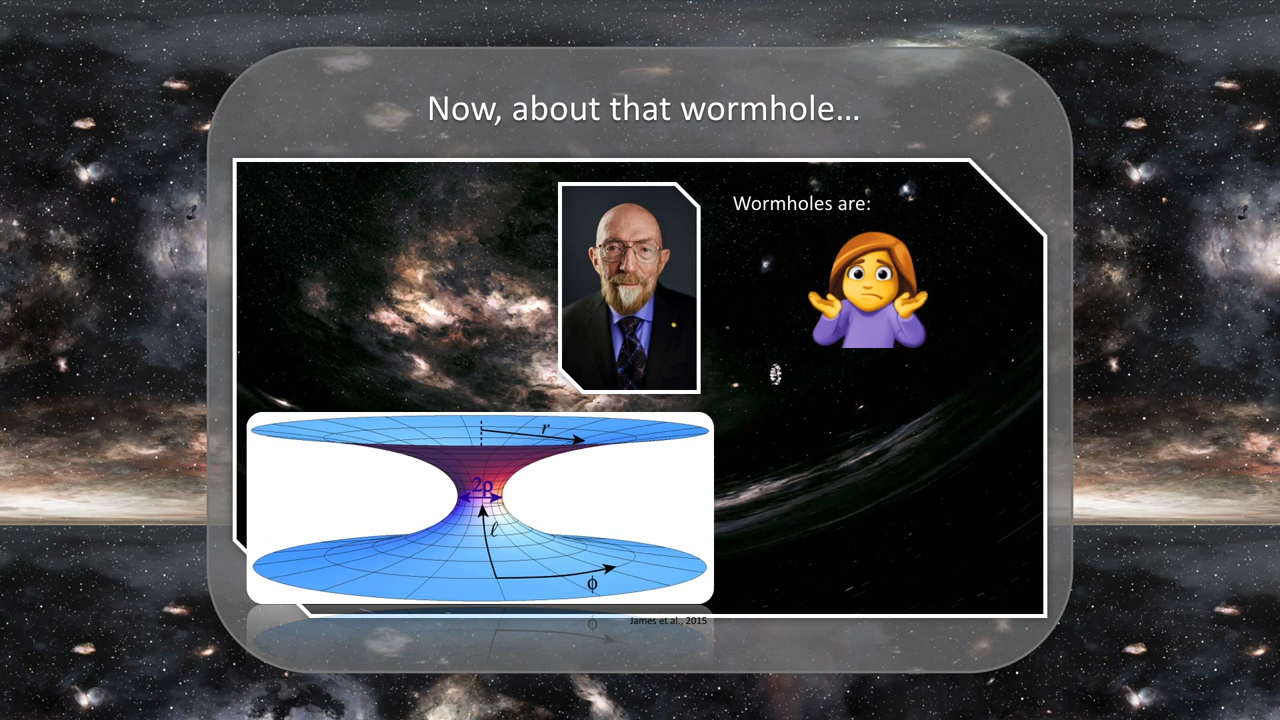 Now, about that wormhole…
Wormholes are:
r
2ρ
ℓ
ϕ
ϕ
James et al., 2015